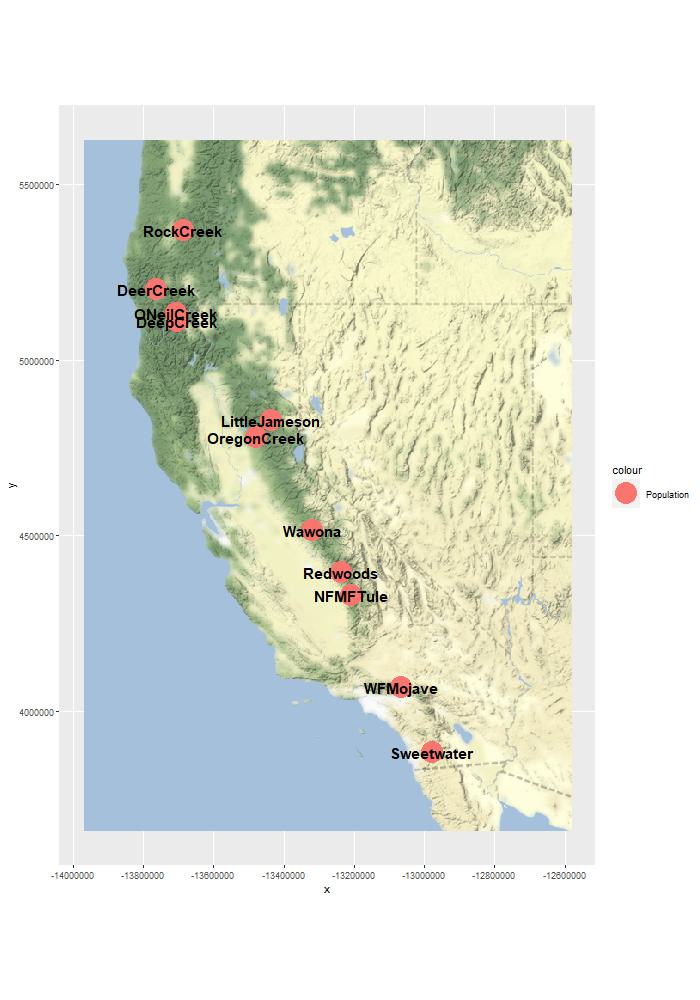 5500000
RockCreek
DeerCreek
ONeilCreek
DeepCreek
5000000
LittleJameson
OregonCreek
colour
Population
y
4500000
Wawona
Redwoods
NFMFTule
WFMojave
4000000
Sweetwater
-14000000 -13800000 -13600000 -13400000 -13200000 -13000000 -12800000 -12600000
x